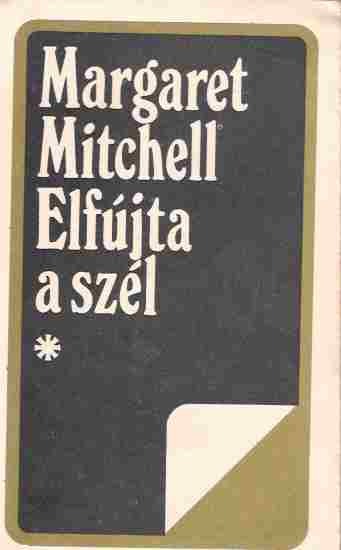 Margaret
Mitchell
Elfújta
a szél
*